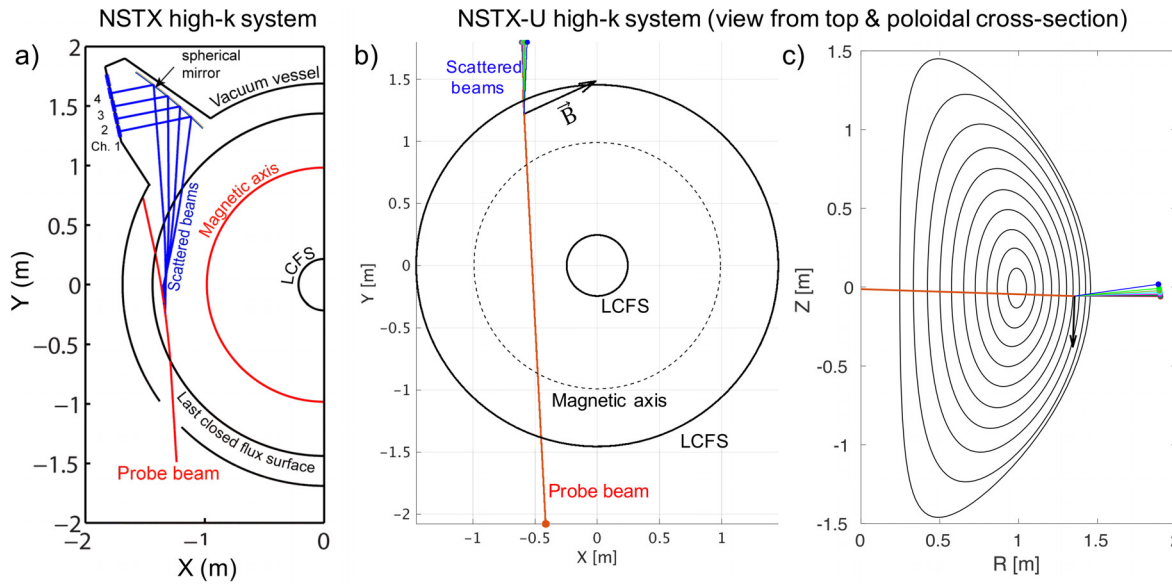 NSTX high-k system
NSTX-U high-k system (view from top & poloidal cross-section)
a)
spherical
mirror
Vacuum vessel
4
3
2
Ch. 1
Scattered beams
Magnetic axis
LCFS
Last closed flux surface
Probe beam
2
1.5
1
0.5
0
−0.5
−1
−1.5
−2
Y (m)
−2
−1
0
X (m)
b)
Scattered
beams
B
LCFS
Magnetic axis
LCFS
Probe beam
1.5
1
0.5
0
-0.5
-1
-1.5
-2
Y [m]
-1
-0.5
0
0.5
1
X [m]
c)
1.5
1
0.5
0
-0.5
-1
-1.5
Z [m]
0
0.5
1
1.5
R [m]